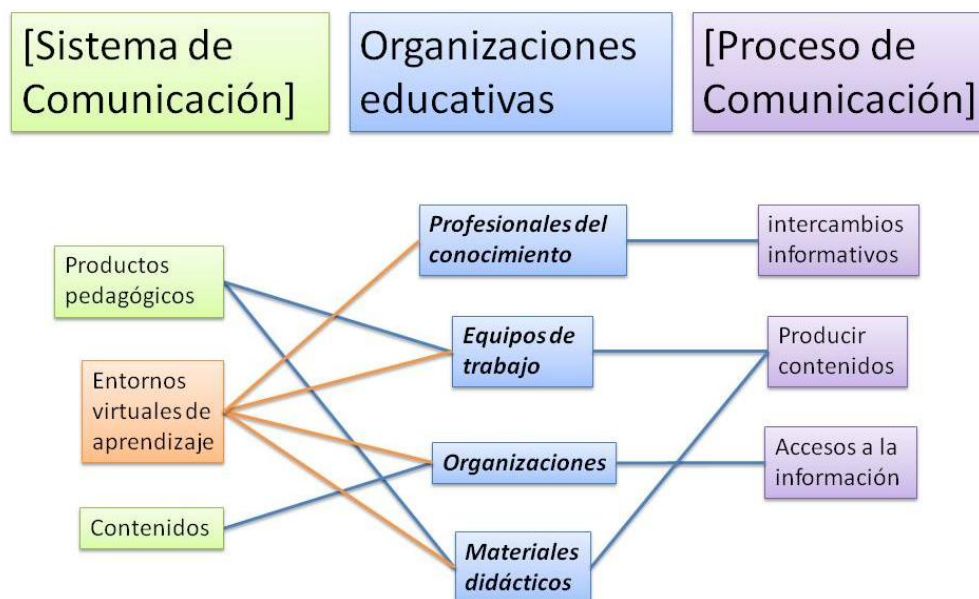 [Sistema de
Comunicación]
Organizaciones
educativas
[Proceso de
Comunicación]
Productos
pedagógicos
Entornos
virtuales de
aprendizaje
Contenidos
Profesionales del
conocimiento
Equipos de
trabajo
Organizaciones
Materiales
didácticos
intercambios
informativos
Producir
contenidos
Accesos a la
información